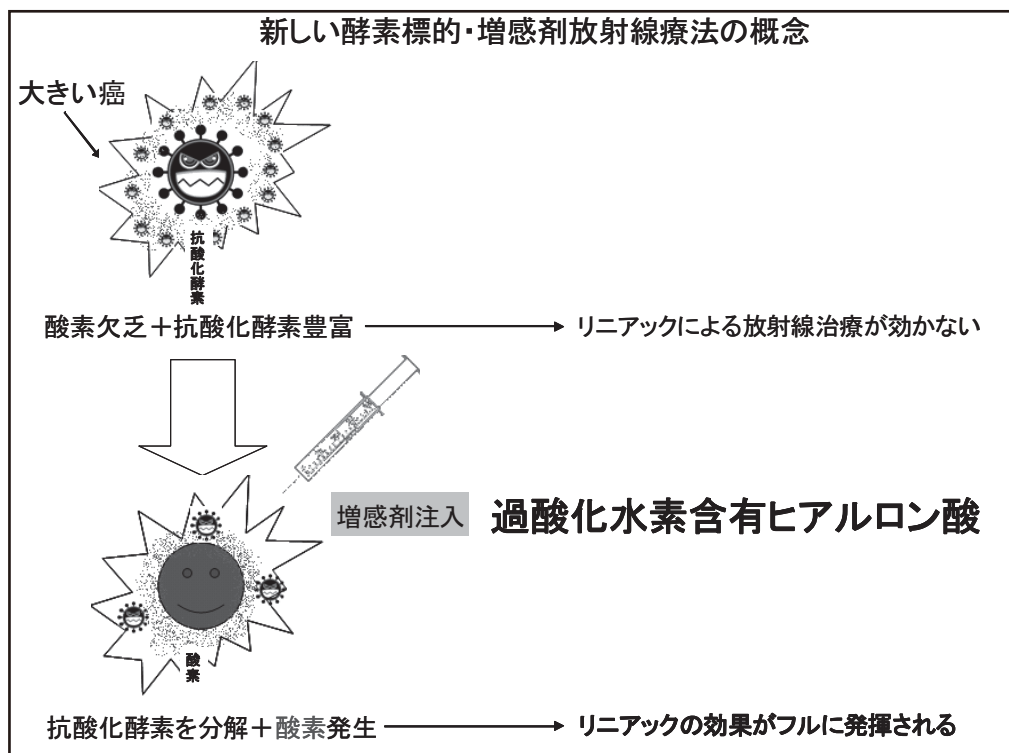 新しい酵素標的・増感剤放射線療法の概念
大きい癌
抗酸化酵素
酸素欠乏＋抗酸化酵素豊富
リニアックによる放射線治療が効かない
増感剤注入
過酸化水素含有ヒアルロン酸
酸素
抗酸化酵素を分解＋酸素発生
リニアックの効果がフルに発揮される